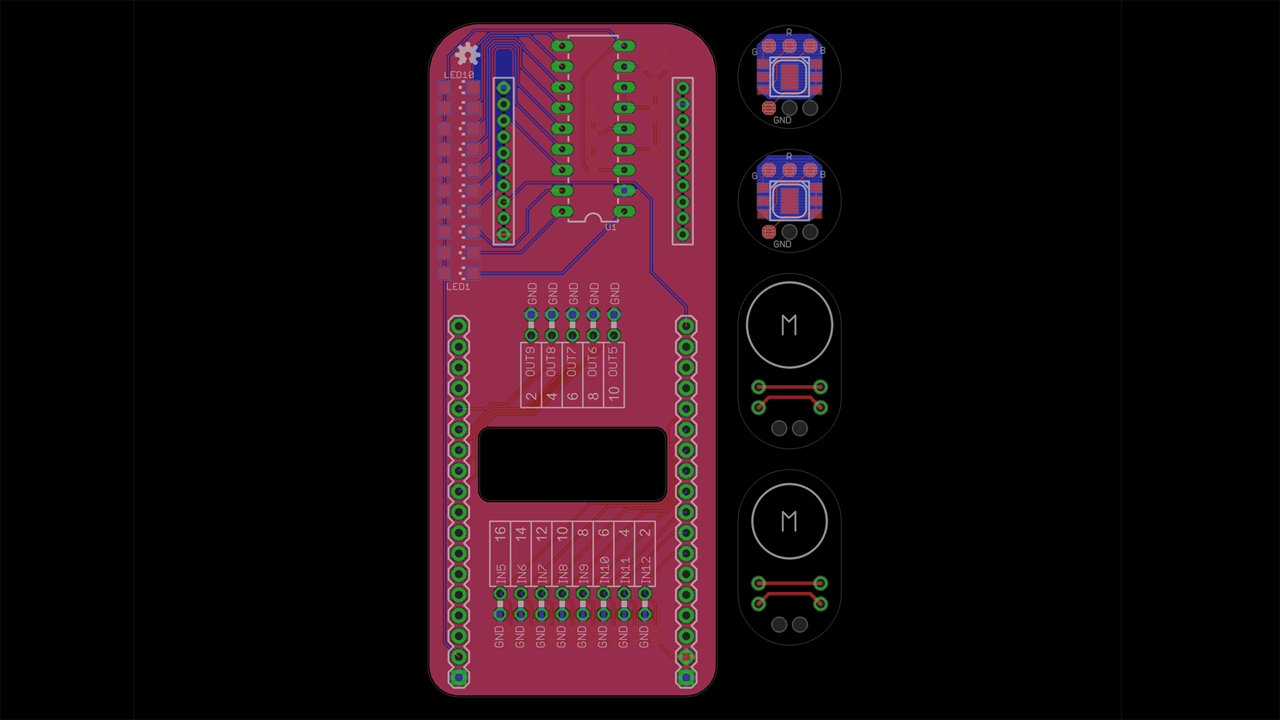 LED10
U1
LED1
GND GND GND GND GND
OUT9 OUT8 OUT7 OUT6 OUT5
2 4 6 8 10
16 14 12 10 8 6 4 2
IN5 IN6 IN7 IN8 IN9 IN10 IN11 IN12
GND GND GND GND GND GND GND GND
R
G B
GND
R
G B
GND
M
M